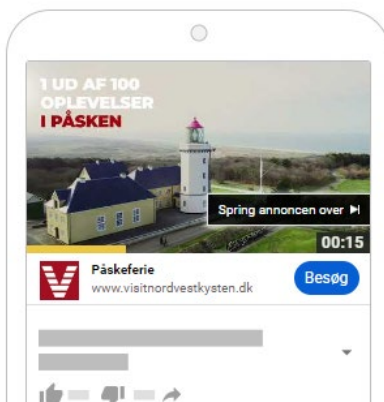 1 UD AF 100
OPLEVELSER
I PÅSKEN
Spring annoncen over
00:15
Påskeferie
www.visitnordvestkysten.dk
Besøg